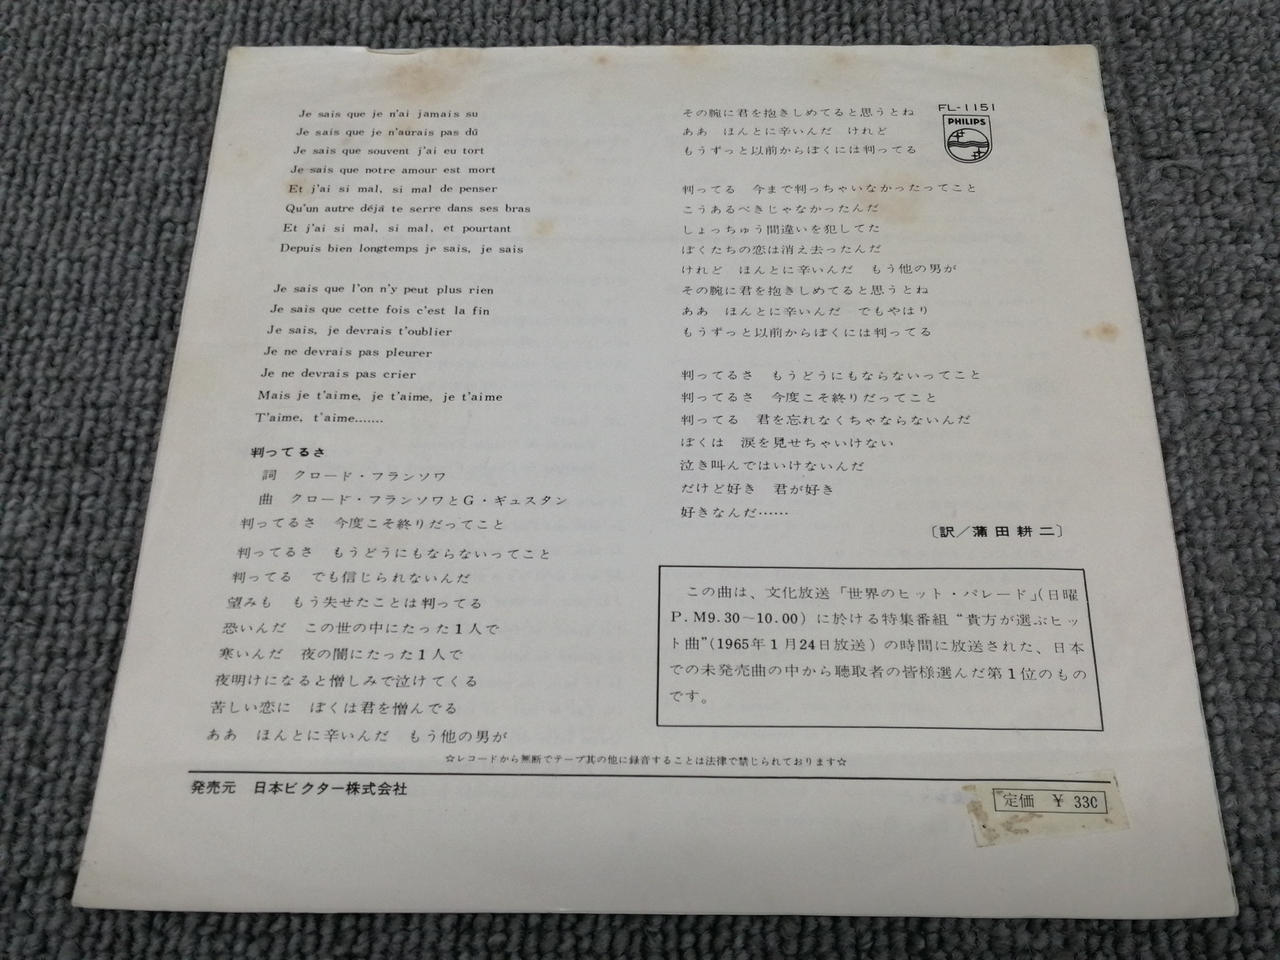 Je sais que je n'ai jamais su
Je sais que je n'aurais pas dû
Je sais que souvent j'ai eu tort
Je sais que notre amour est mort
Et j'ai si mal, si mal de penser
Qu'un autre déjà te serre dans ses bras
Et j'ai si mal, si mal, et pourtant
Depuis bien longtemps je sais, je sais
Je sais que l'on n'y peut plus rien
Je sais que cette fois c'est la fin
Je sais, je devrais t'oublier
Je ne devrais pas pleurer
Je ne devrais pas crier
Mais je t'aime, je t'aime, je t'aime
T'aime, t'aime.......
判ってるさ
詞 クロード・フランソワ
曲 クロード・フランソワとG・ギュスタン
判ってるさ 今度こそ終りだってこと
判ってるさ もうどうにもならないってこと
判ってる でも信じられないんだ
望みも もう失せたことは判ってる
恐いんだ この世の中にたった1人で
寒いんだ 夜の闇にたった1人で
夜明けになると憎しみで泣けてくる
苦しい恋に ぼくは君を憎んでる
ああ ほんとに辛いんだ もう他の男が
その腕に君を抱きしめてると思うとね
ああ ほんとに辛いんだ けれど
もうずっと以前からぼくには判ってる
判ってる 今まで判っちゃいなかったってこと
こうあるべきじゃなかったんだ
しょっちゅう間違いを犯してた
ぼくたちの恋は消え去ったんだ
けれど ほんとに辛いんだ もう他の男が
その腕に君を抱きしめてると思うとね
ああ ほんとに辛いんだ でもやはり
もうずっと以前からぼくには判ってる
判ってるさ もうどうにもならないってこと
判ってるさ 今度こそ終りだってこと
判ってる 君を忘れなくちゃならないんだ
ぼくは 涙を見せちゃいけない
泣き叫んではいけないんだ
だけど好き 君が好き
好きなんだ……
〔訳／蒲田耕二〕
FL-1151
PHILIPS
この曲は、文化放送「世界のヒット・パレード」(日曜
P.M9.30〜10.00) に於ける特集番組“貴方が選ぶヒッ
ト曲”(1965年1月24日放送) の時間に放送された、日本
での未発売曲の中から聴取者の皆様選んだ第1位のもの
です。
☆レコードから無断でテープ其の他に録音することは法律で禁じられております☆
発売元 日本ビクター株式会社
定価 ¥ 330